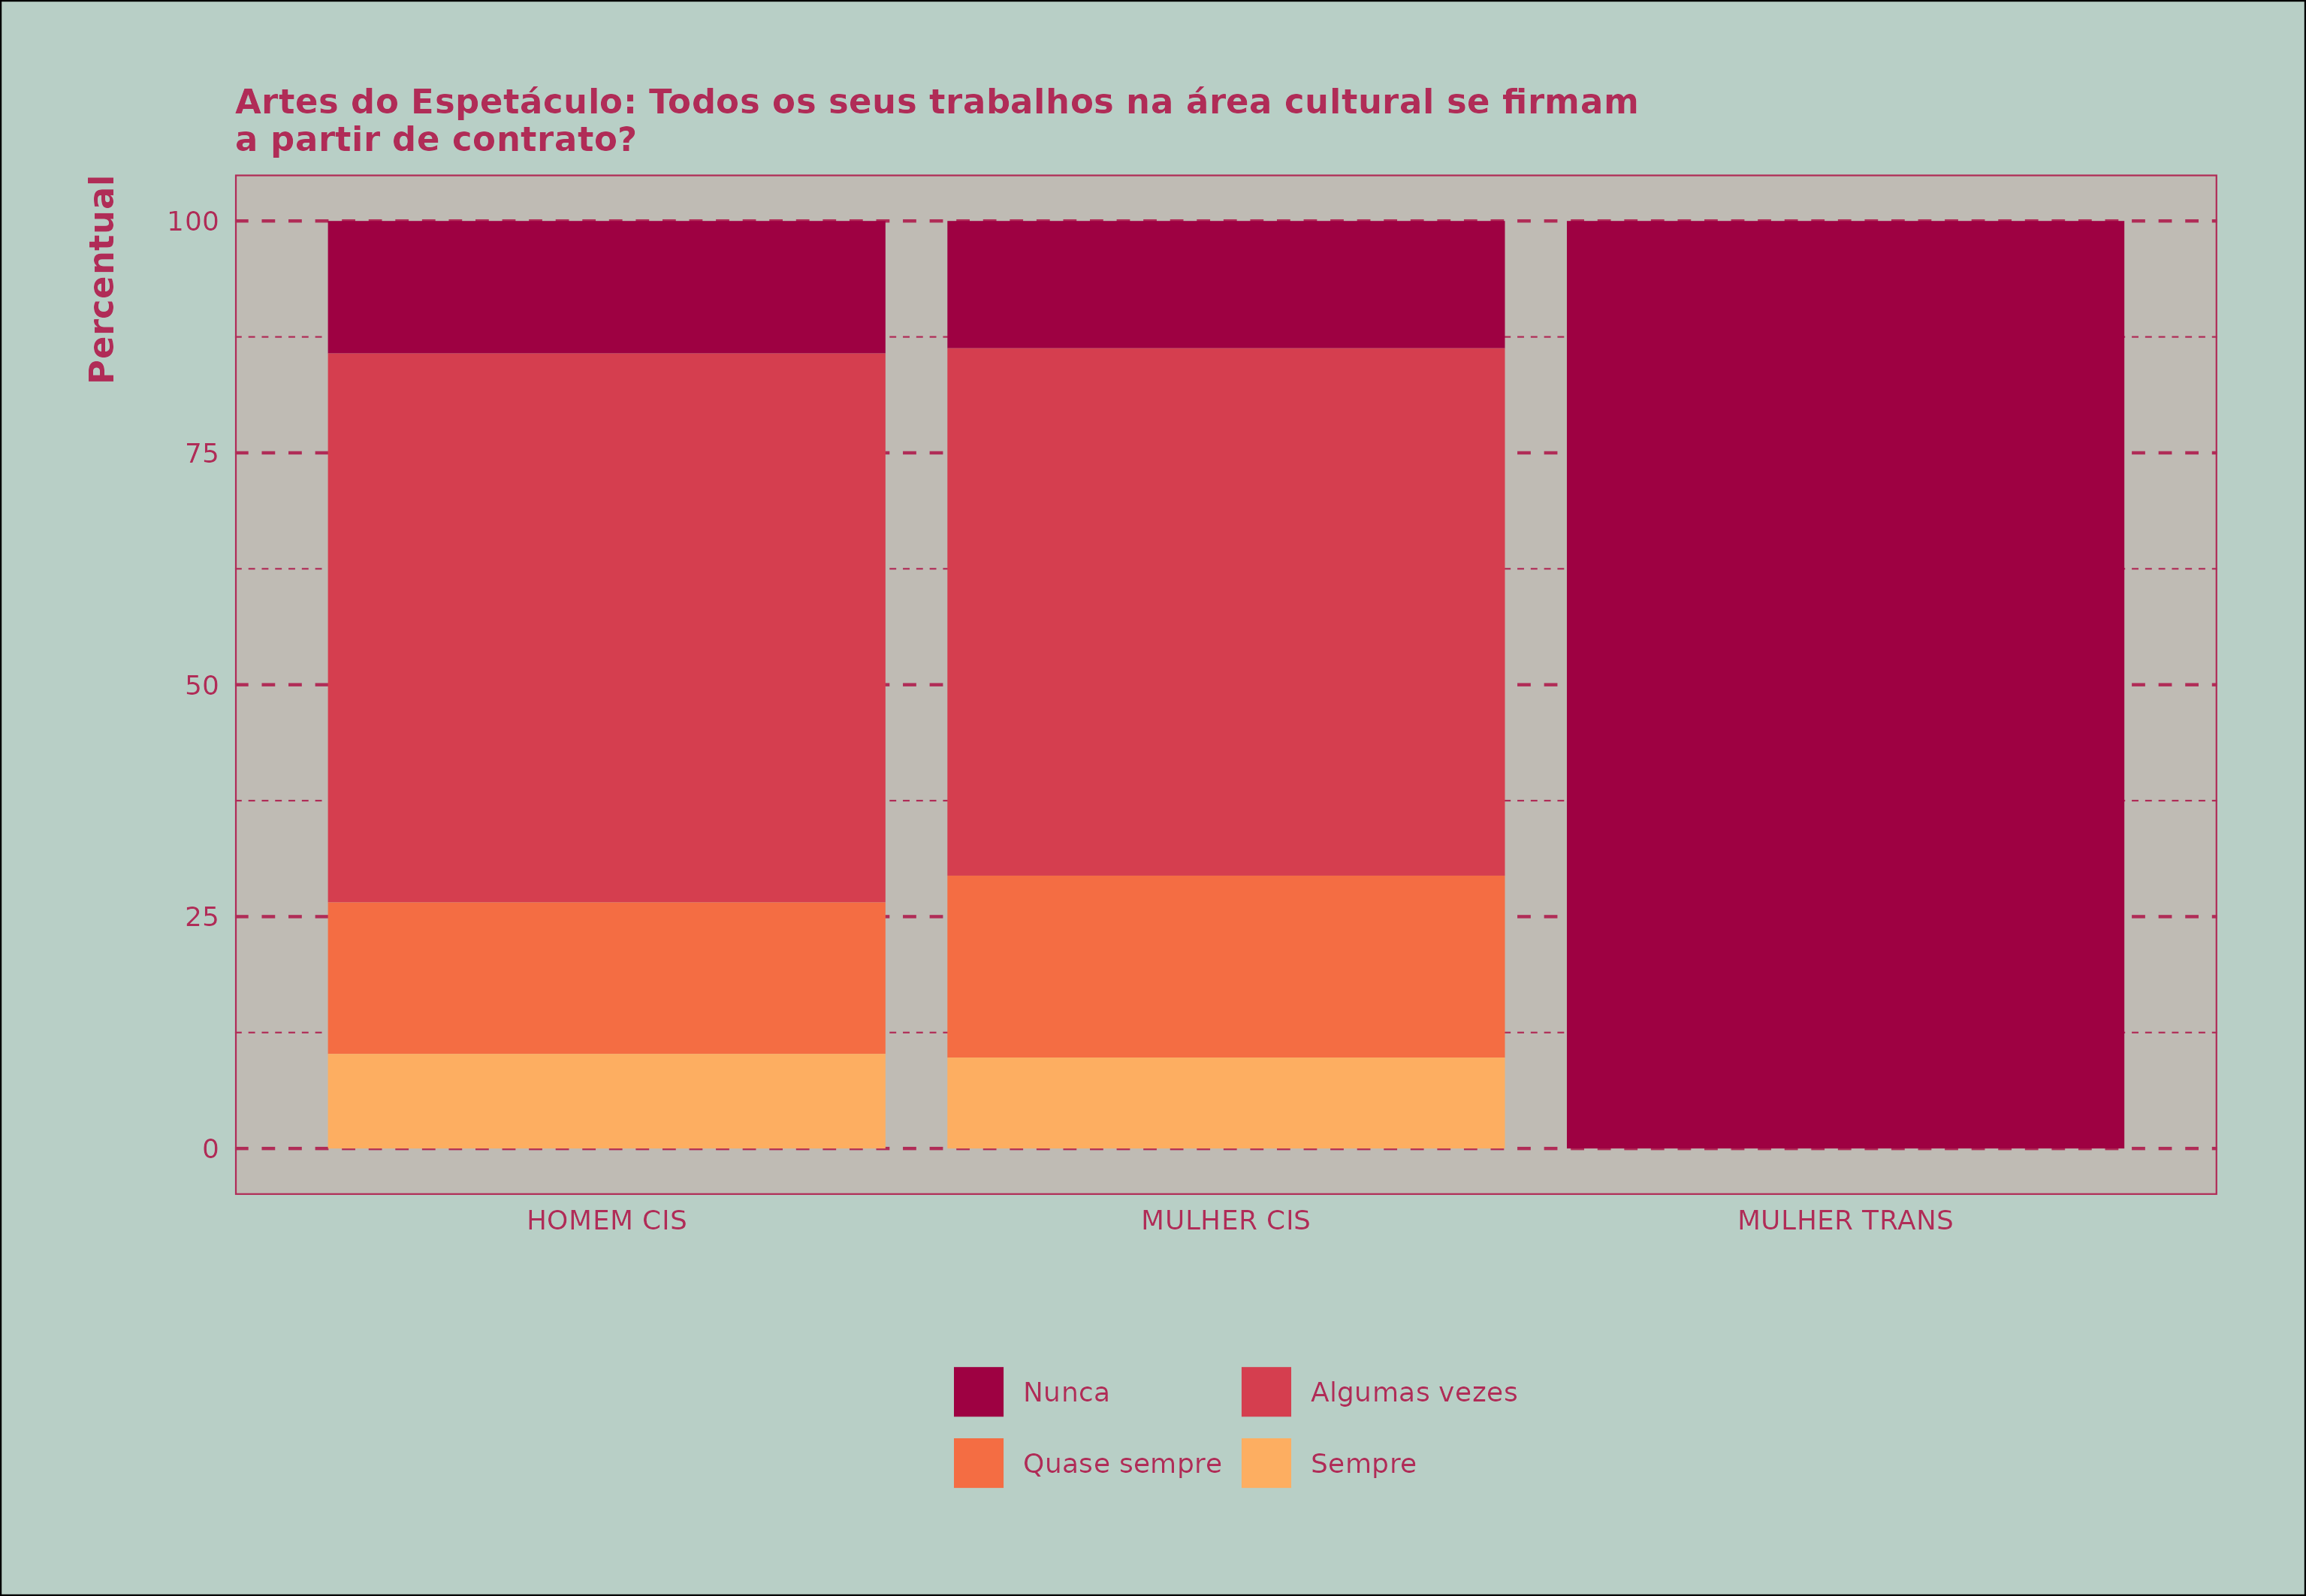 Artes do Espetáculo: Todos os seus trabalhos na área cultural se firmam
a partir de contrato?
Percentual
100
75
50
25
0
HOMEM CIS
MULHER CIS
MULHER TRANS
Nunca
Algumas vezes
Quase sempre
Sempre